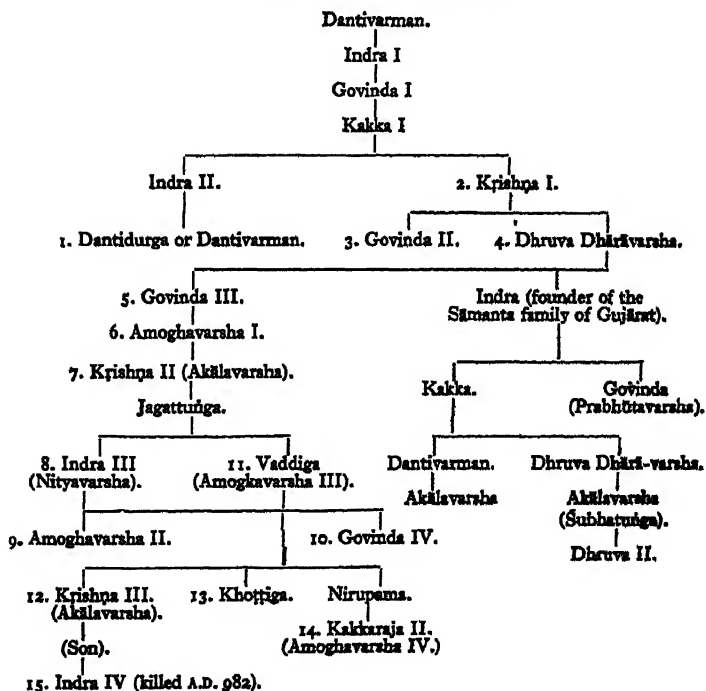 Dantivarman.
Indra I
Govinda I
Kakka I
Indra II. 2. Kṛishṇa I.
1. Dantidurga or Dantivarman. 3. Govinda II. 4. Dhruva Dhārāvarsha.
5. Govinda III. Indra (founder of the
Sāmanta family of Gujārat).
6. Amoghavarsha I.
7. Kṛishṇa II (Akālavarsha).
Jagattuṅga.
Kakka. Govinda
(Prabhūtavarsha).
8. Indra III
(Nityavarsha).
11. Vaddiga
(Amogkavarsha III).
Dantivarman. Dhruva Dhārā-varsha.
Akālavarsha Akālavarsha
(Śubhatuṅga).
9. Amoghavarsha II. 10. Govinda IV.
Dhruva II.
12. Kṛishṇa III.
(Akālavarsha).
13. Khoṭṭiga. Nirupama.
14. Kakkaraja II.
(Amoghavarsha IV.)
(Son).
15. Indra IV (killed A.D. 982).